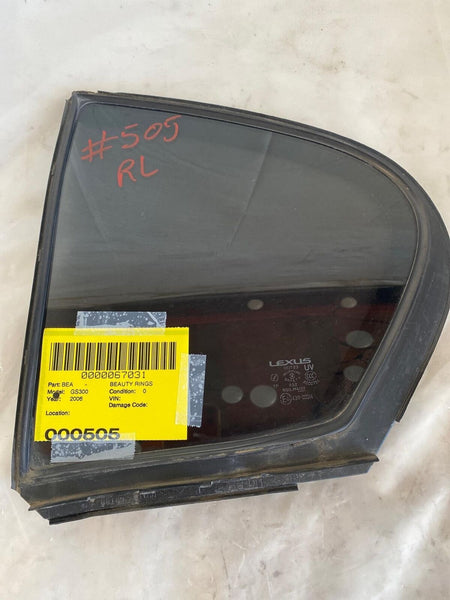 #505
RL
0000067031
Part: BEA - BEAUTY RINGS
Model: GS300 Condition: 0
Year: 2006 VIN:
Damage Code:
Location:
000505
LEXUS
UV